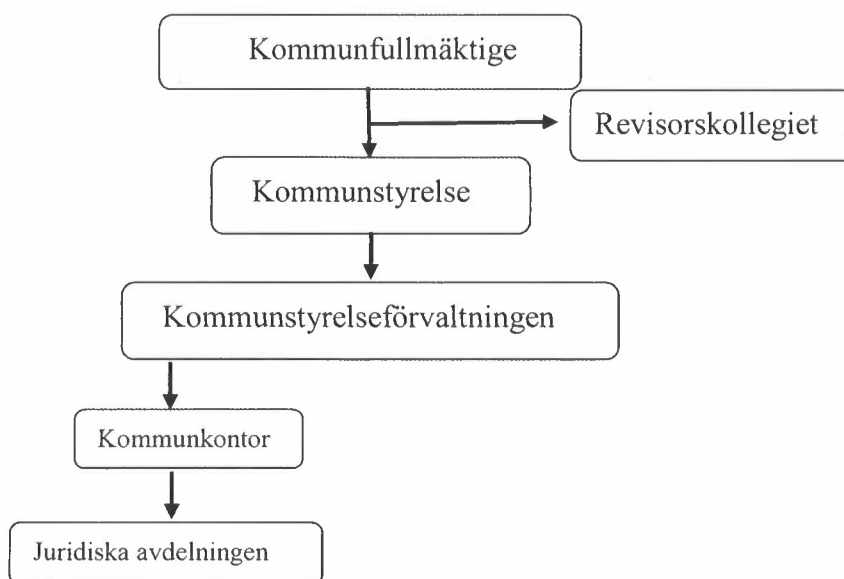 Kommunfullmäktige
Revisorskollegiet
Kommunstyrelse
Kommunstyrelseförvaltningen
Kommunkontor
Juridiska avdelningen